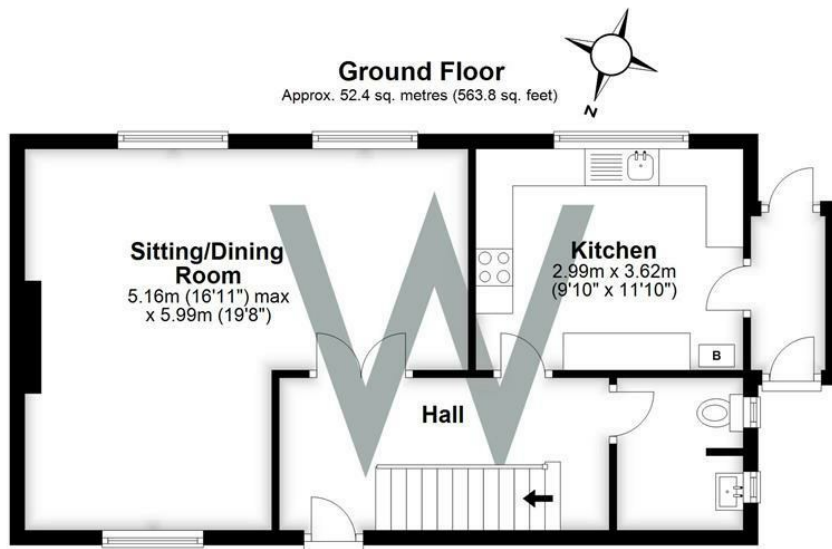 Ground Floor
Approx. 52.4 sq. metres (563.8 sq. feet)
N
Sitting/Dining
Room
5.16m (16'11") max
x 5.99m (19'8")
Kitchen
2.99m x 3.62m
(9'10" x 11'10")
B
Hall
W